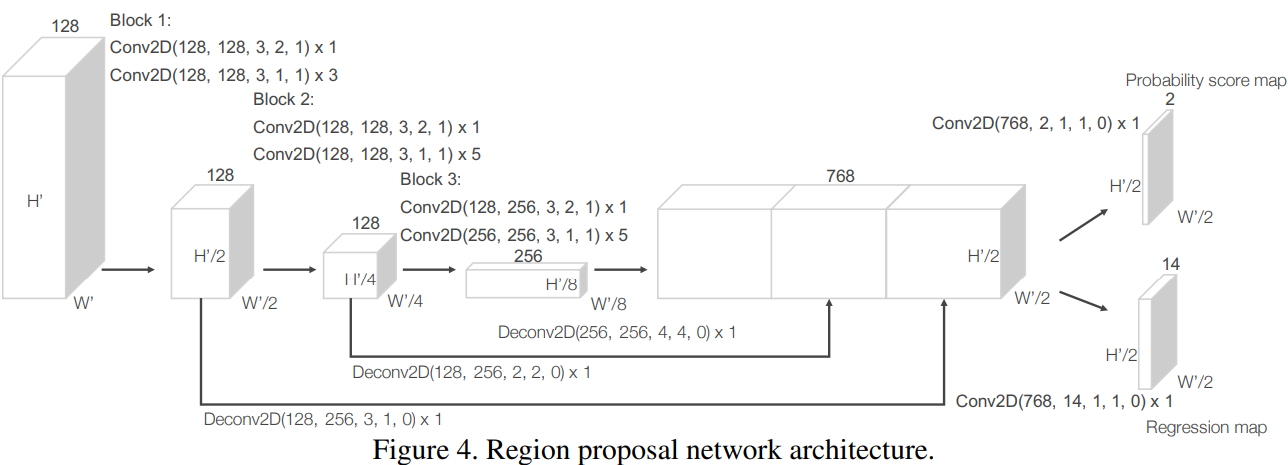 128
Block 1:
Conv2D(128, 128, 3, 2, 1) x 1
Conv2D(128, 128, 3, 1, 1) x 3
H'
W'
Block 2:
Conv2D(128, 128, 3, 2, 1) x 1
Conv2D(128, 128, 3, 1, 1) x 5
128
H'/2
W'/2
Block 3:
Conv2D(128, 256, 3, 2, 1) x 1
Conv2D(256, 256, 3, 1, 1) x 5
128
H'/4
W'/4
256
H'/8
W'/8
768
H'/2
W'/2
Deconv2D(256, 256, 4, 4, 0) x 1
Deconv2D(128, 256, 2, 2, 0) x 1
Deconv2D(128, 256, 3, 1, 0) x 1
Probability score map
2
Conv2D(768, 2, 1, 1, 0) x 1
H'/2
W'/2
14
H'/2
W'/2
Conv2D(768, 14, 1, 1, 0) x 1
Regression map
Figure 4. Region proposal network architecture.